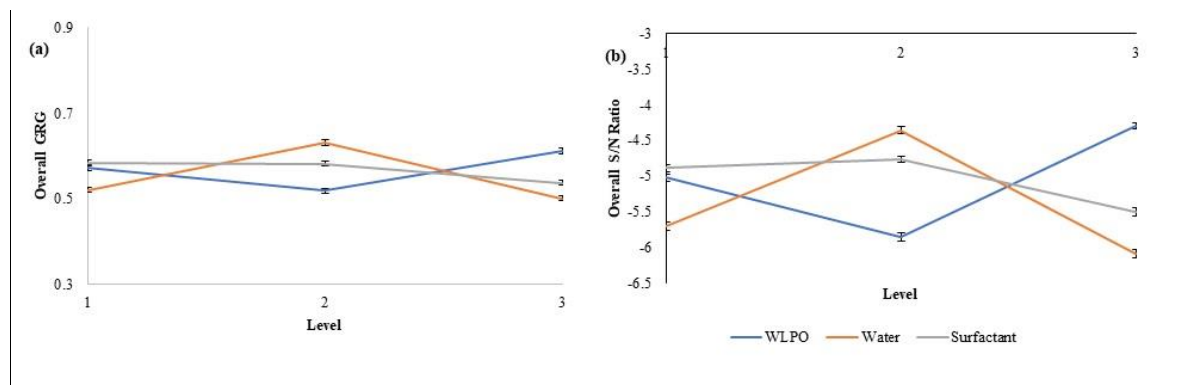 (a)
Overall GRG
0.9
0.7
0.5
0.3
1 2 3
Level
(b)
Overall S/N Ratio
-3
-3.5
-4
-4.5
-5
-5.5
-6
-6.5
1 2 3
Level
WLPO Water Surfactant